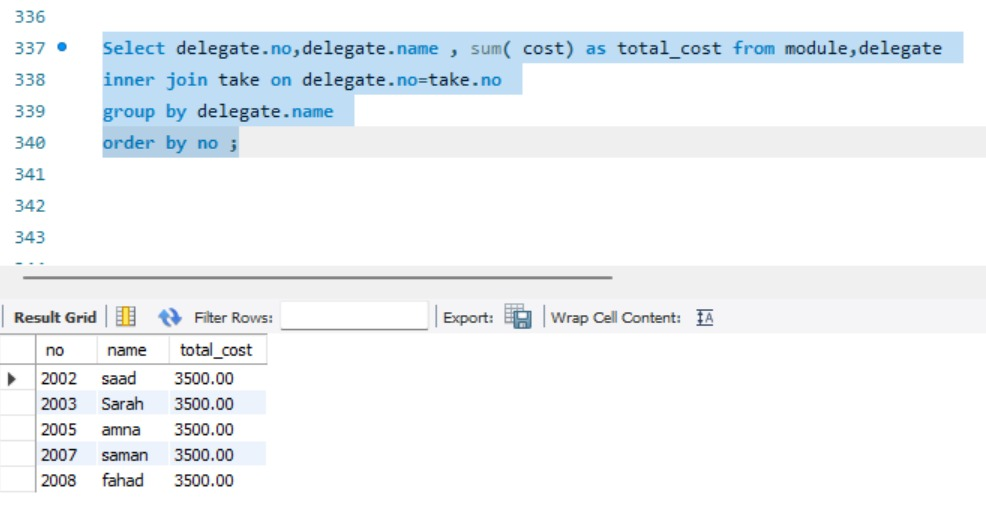 336
337 Select delegate.no,delegate.name , sum( cost) as total_cost from module,delegate
338 inner join take on delegate.no=take.no
339 group by delegate.name
340 order by no ;
341
342
343
Result Grid Filter Rows: Export: Wrap Cell Content: IA
no name total_cost
2002 saad 3500.00
2003 Sarah 3500.00
2005 amna 3500.00
2007 saman 3500.00
2008 fahad 3500.00